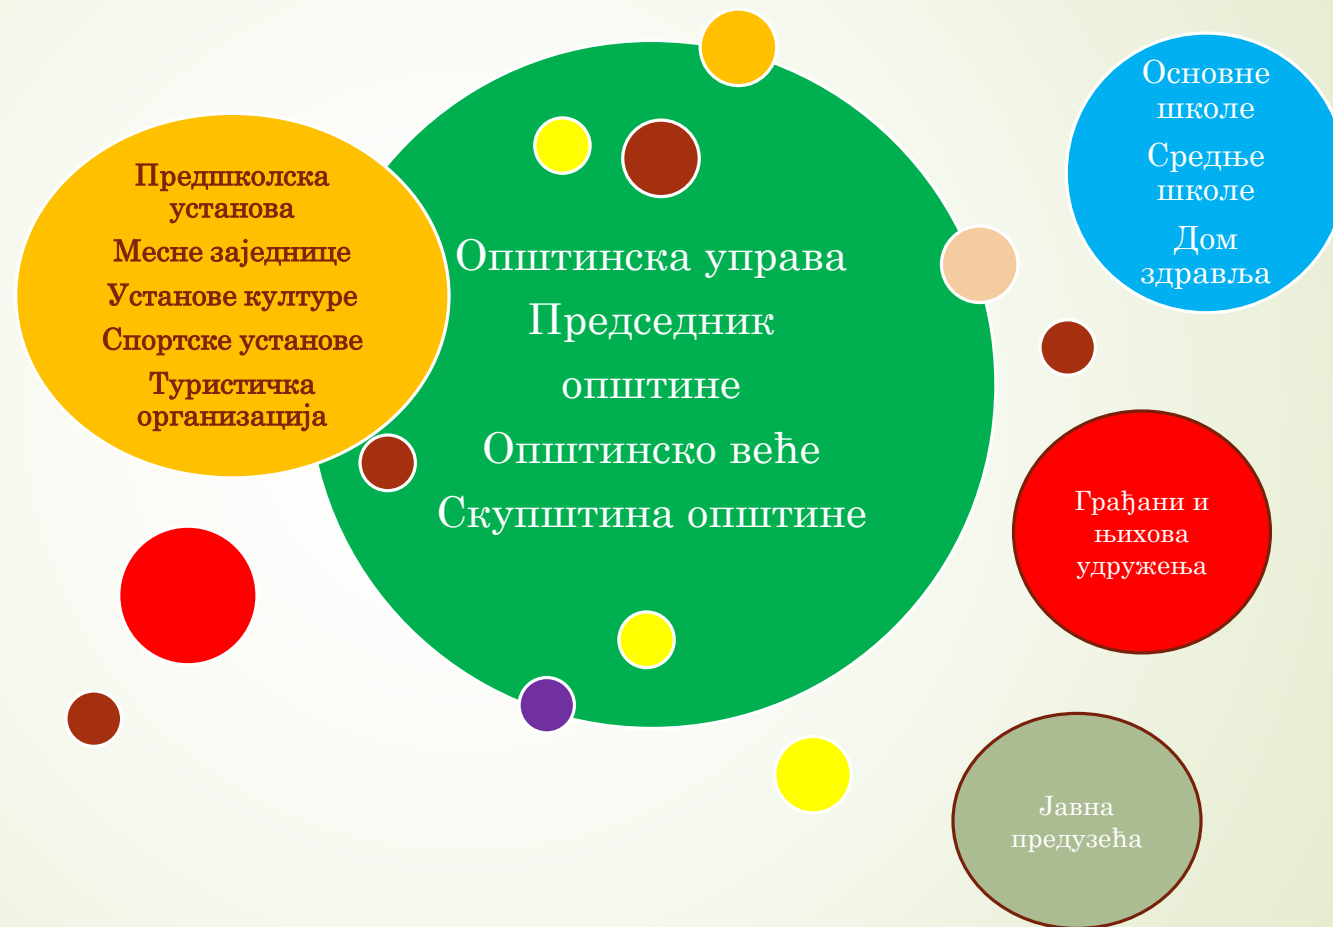 Предшколска
установа
Месне заједнице
Установе културе
Спортске установе
Туристичка
организација
Општинска управа
Председник
општине
Општинско веће
Скупштина општине
Основне
школе
Средње
школе
Дом
здравља
Грађани и
њихова
удружења
Јавна
предузећа